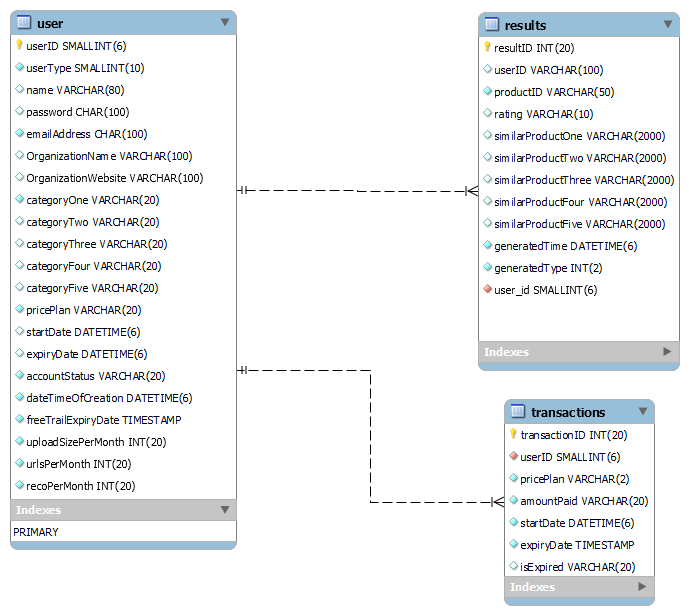 user
userID SMALLINT(6)
userType SMALLINT(10)
name VARCHAR(80)
password CHAR(100)
emailAddress CHAR(100)
OrganizationName VARCHAR(100)
OrganizationWebsite VARCHAR(100)
categoryOne VARCHAR(20)
categoryTwo VARCHAR(20)
categoryThree VARCHAR(20)
categoryFour VARCHAR(20)
categoryFive VARCHAR(20)
pricePlan VARCHAR(20)
startDate DATETIME(6)
expiryDate DATETIME(6)
accountStatus VARCHAR(20)
dateTimeOfCreation DATETIME(6)
freeTrailExpiryDate TIMESTAMP
uploadSizePerMonth INT(20)
urlsPerMonth INT(20)
recoPerMonth INT(20)
Indexes
PRIMARY
results
resultID INT(20)
userID VARCHAR(100)
productID VARCHAR(50)
rating VARCHAR(10)
similarProductOne VARCHAR(2000)
similarProductTwo VARCHAR(2000)
similarProductThree VARCHAR(2000)
similarProductFour VARCHAR(2000)
similarProductFive VARCHAR(2000)
generatedTime DATETIME(6)
generatedType INT(2)
user_id SMALLINT(6)
Indexes
transactions
transactionID INT(20)
userID SMALLINT(6)
pricePlan VARCHAR(2)
amountPaid VARCHAR(20)
startDate DATETIME(6)
expiryDate TIMESTAMP
isExpired VARCHAR(20)
Indexes